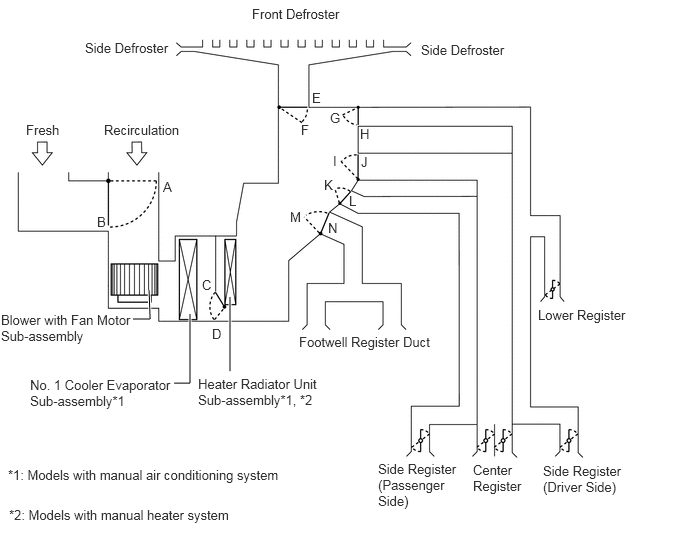 Front Defroster
Side Defroster
Side Defroster
E
F
G
H
Fresh
Recirculation
I
J
A
K
L
B
M
N
C
D
Blower with Fan Motor
Sub-assembly
Lower Register
Footwell Register Duct
No. 1 Cooler Evaporator
Sub-assembly*1
Heater Radiator Unit
Sub-assembly*1, *2
Side Register
(Passenger
Side)
Center
Register
Side Register
(Driver Side)
*1: Models with manual air conditioning system
*2: Models with manual heater system